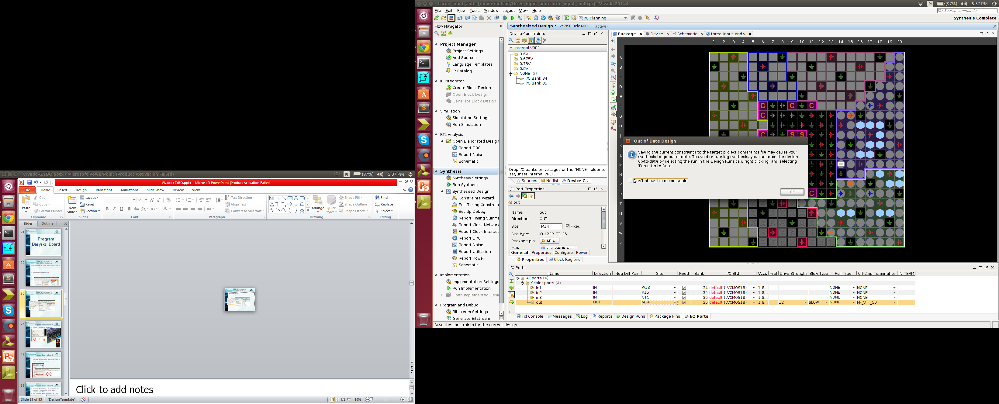 three_input_and - [/home/nelson/three_input_and/three_input_and.xpr] - Vivado 2014.4
Pt (97%) 5:37 PM
File Edit Flow Tools Window Layout View Help
Search commands
I/O Planning
Synthesis Complete
Flow Navigator
Project Manager
Project Settings
Add Sources
Language Templates
IP Catalog
IP Integrator
Create Block Design
Open Block Design
Generate Block Design
Simulation
Simulation Settings
Run Simulation
RTL Analysis
Open Elaborated Design
Report DRC
Report Noise
Schematic
Synthesis
Synthesis Settings
Run Synthesis
Synthesized Design
Constraints Wizard
Edit Timing Constrain
Set Up Debug
Report Timing Summa
Report Clock Network
Report Clock Interact
Report DRC
Report Noise
Report Utilization
Report Power
Schematic
Implementation
Implementation Settings
Run Implementation
Open Implemented Desig
Program and Debug
Bitstream Settings
Generate Bitstream
Synthesized Design * - xc7z010clg400-1 (active)
Device Constraints
Internal VREF
0.6V
0.675V
0.75V
0.9V
NONE (2)
I/O Bank 34
I/O Bank 35
Drop I/O banks on voltages or the "NONE" folder to
set/unset Internal VREF.
Sources Netlist Device C..
I/O Port Properties
out
Name: out
Direction: OUT
Site: M14 Fixed
Site type: IO_L23P_T3_35
Package pin: M14
Cell: out_OBUF_inst
General Properties Configure Power
Properties Clock Regions
Package Device Schematic three_input_and.v
1 2 3 4 5 6 7 8 9 10 11 12 13 14 15 16 17 18 19 20
A
B
C
D
E
F C C C
G C
H
J C S S
K
L
M
N
P
R C
T
U
V
W
Y
Out of Date Design
Saving the current constraints to the target project constraints file may cause your
synthesis to go out-of-date. To avoid re-running synthesis, you can force the design
up-to-date by selecting the run in the Design Runs tab, right clicking, and selecting
'Force Up-to-Date'.
Don't show this dialog again
OK
I/O Ports
Name Direction Neg Diff Pair Site Fixed Bank I/O Std Vcco Vref Drive Strength Slew Type Pull Type Off-Chip Termination IN_TERM
All ports (4)
Scalar ports (4)
in1 IN W13 34 default (LVCMOS18) 1.8... NONE NONE
in2 IN P15 34 default (LVCMOS18) 1.8... NONE NONE
in3 IN G15 35 default (LVCMOS18) 1.8... NONE NONE
out OUT M14 35 default (LVCMOS18) 1.8... 12 SLOW NONE FP_VTT_50
Tcl Console Messages Log Reports Design Runs Package Pins I/O Ports
Save the constraints for the current design
Vivado+ZYBO.pptx - Microsoft PowerPoint (Product Activation Failed)
Pt (97%) 5:37 PM
Vivado+ZYBO.pptx - Microsoft PowerPoint (Product Activation Failed)
File Home Insert Design Transitions Animations Slide Show Review View
Paste
Cut
Copy
Format Painter
Clipboard
New
Slide
Layout
Reset
Section
Slides
12
Font
Text Direction
Align Text
Convert to SmartArt
Paragraph
Arrange
Quick
Styles
Shape Fill
Shape Outline
Shape Effects
Drawing
Find
Replace
Select
Editing
Slides Outline
21
Program
Basys-2 Board
22
23
24
Program Basys-2 Board
25
Program Basys-2 Board
26
Program Basys-2 Board
Click to add notes
Slide 23 of 53 "DesignTemplate" 10%